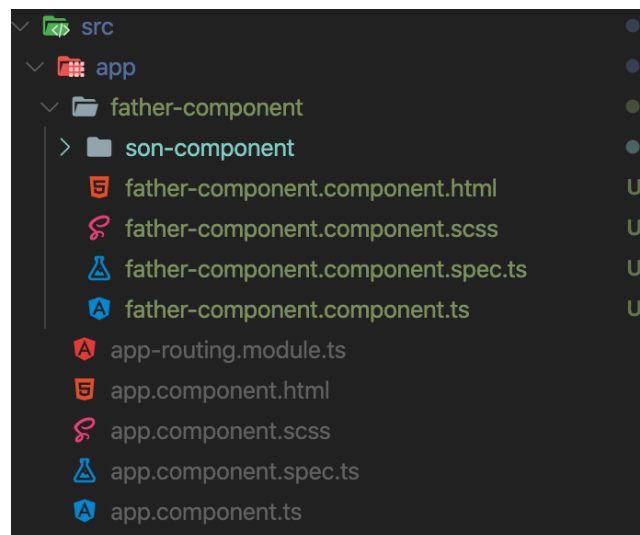 src
app
father-component
son-component
father-component.component.html U
father-component.component.scss U
father-component.component.spec.ts U
father-component.component.ts U
app-routing.module.ts
app.component.html
app.component.scss
app.component.spec.ts
app.component.ts